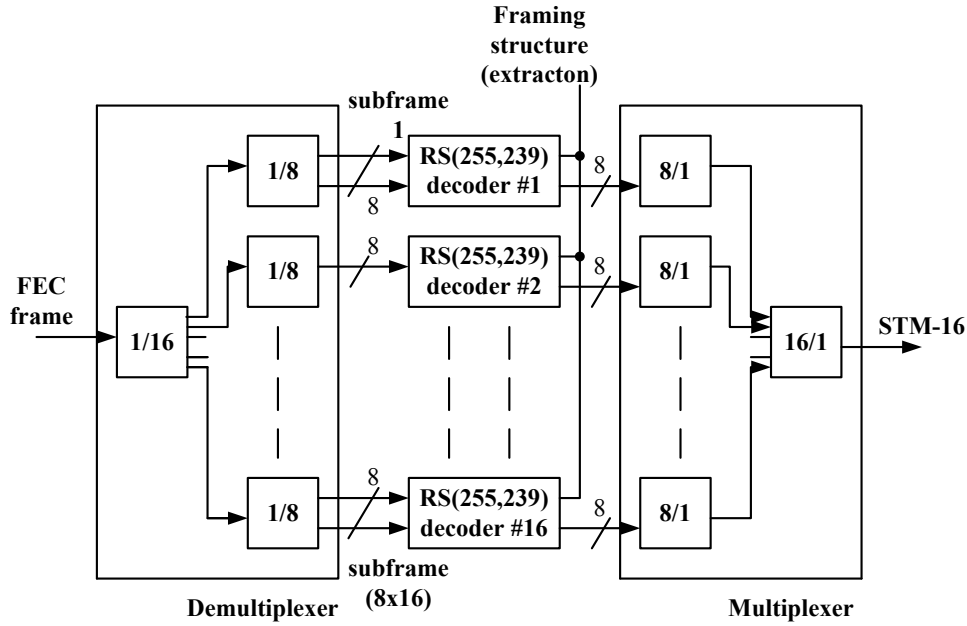 Framing
structure
(extracton)
subframe
1
1/8
RS(255,239)
decoder #1
8
8
8/1
1/8
8
RS(255,239)
decoder #2
8
8/1
FEC
frame
1/16
16/1
STM-16
1/8
8
RS(255,239)
decoder #16
8
8/1
subframe
(8x16)
Demultiplexer
Multiplexer